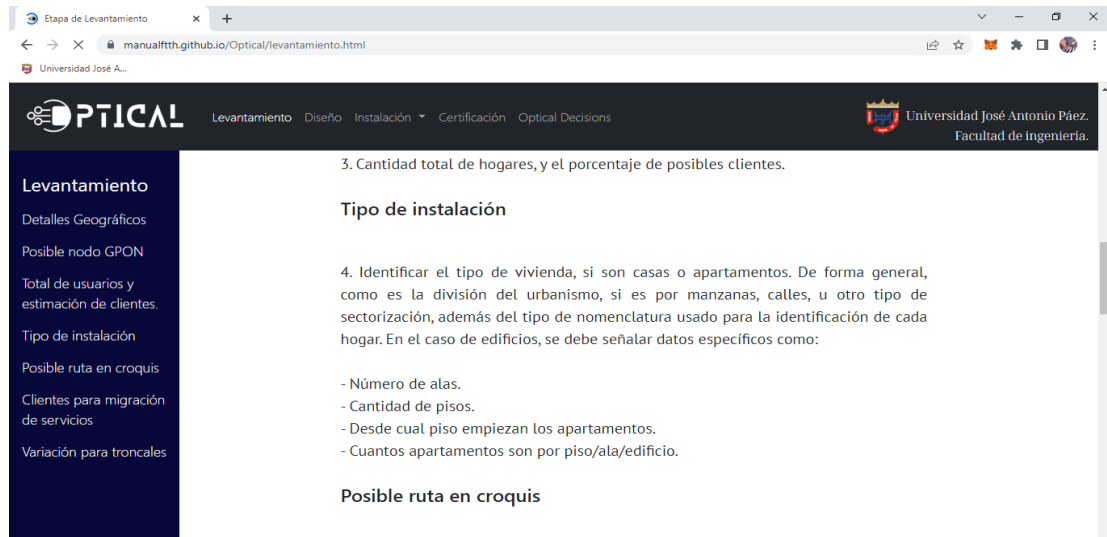 Etapa de Levantamiento
manualftth.github.io/Optical/levantamiento.html
Universidad José A...
OPTICAL
Levantamiento Diseño Instalación Certificación Optical Decisions
Universidad José Antonio Páez.
Facultad de ingeniería.
Levantamiento
Detalles Geográficos
Posible nodo GPON
Total de usuarios y
estimación de clientes.
Tipo de instalación
Posible ruta en croquis
Clientes para migración
de servicios
Variación para troncales
3. Cantidad total de hogares, y el porcentaje de posibles clientes.
Tipo de instalación
4. Identificar el tipo de vivienda, si son casas o apartamentos. De forma general,
como es la división del urbanismo, si es por manzanas, calles, u otro tipo de
sectorización, además del tipo de nomenclatura usado para la identificación de cada
hogar. En el caso de edificios, se debe señalar datos específicos como:
- Número de alas.
- Cantidad de pisos.
- Desde cual piso empiezan los apartamentos.
- Cuantos apartamentos son por piso/ala/edificio.
Posible ruta en croquis